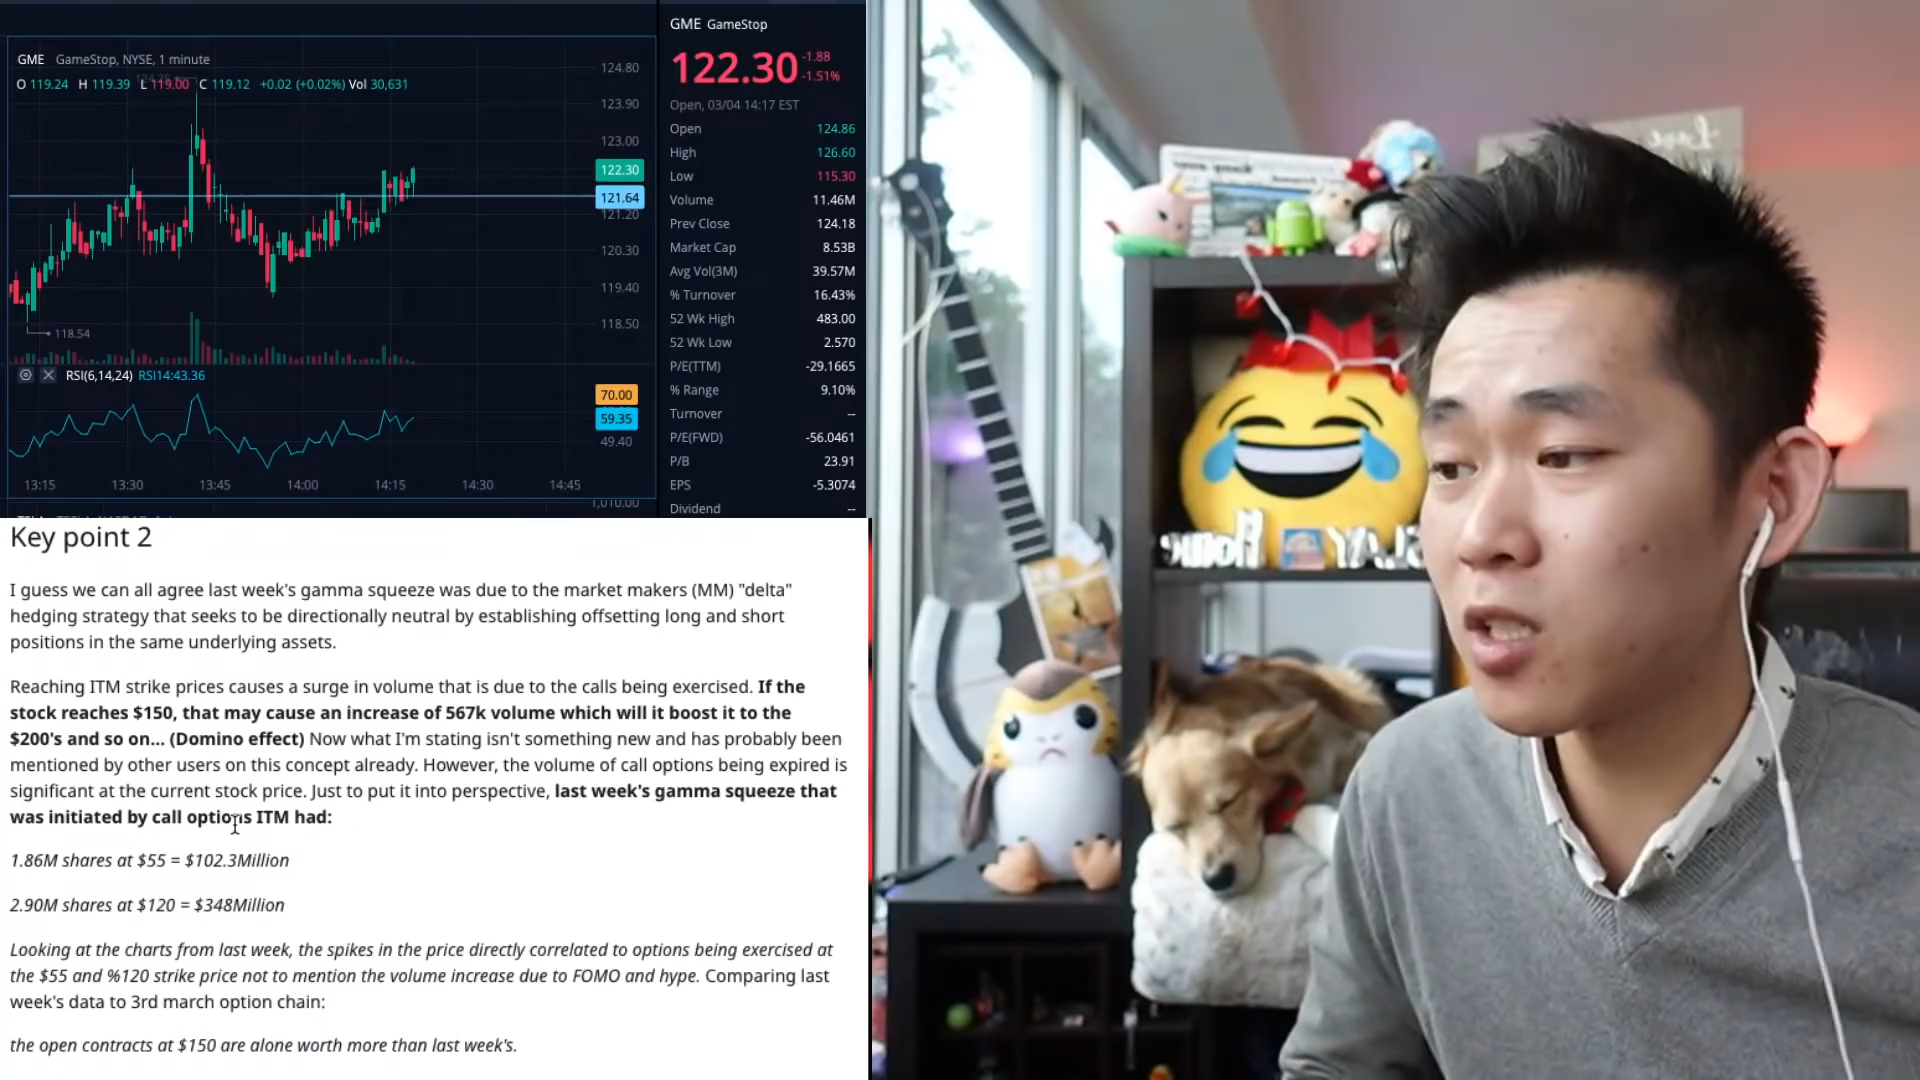 GME GameStop, NYSE, 1 minute
O 119.24 H 119.39 L 119.00 C 119.12 +0.02 (+0.02%) Vol 30,631
124.80
123.90
123.00
122.30
121.64
121.20
120.30
119.40
118.50
118.54
RSI(6,14,24) RSI14:43.36
70.00
59.35
49.40
13:15 13:30 13:45 14:00 14:15 14:30 14:45
1,010.00
GME GameStop
122.30 -1.88
-1.51%
Open, 03/04 14:17 EST
Open 124.86
High 126.60
Low 115.30
Volume 11.46M
Prev Close 124.18
Market Cap 8.53B
Avg Vol(3M) 39.57M
% Turnover 16.43%
52 Wk High 483.00
52 Wk Low 2.570
P/E(TTM) -29.1665
% Range 9.10%
Turnover --
P/E(FWD) -56.0461
P/B 23.91
EPS -5.3074
Dividend --
Key point 2
I guess we can all agree last week's gamma squeeze was due to the market makers (MM) "delta"
hedging strategy that seeks to be directionally neutral by establishing offsetting long and short
positions in the same underlying assets.
Reaching ITM strike prices causes a surge in volume that is due to the calls being exercised. If the
stock reaches $150, that may cause an increase of 567k volume which will it boost it to the
$200's and so on... (Domino effect) Now what I'm stating isn't something new and has probably been
mentioned by other users on this concept already. However, the volume of call options being expired is
significant at the current stock price. Just to put it into perspective, last week's gamma squeeze that
was initiated by call options ITM had:
1.86M shares at $55 = $102.3Million
2.90M shares at $120 = $348Million
Looking at the charts from last week, the spikes in the price directly correlated to options being exercised at
the $55 and %120 strike price not to mention the volume increase due to FOMO and hype. Comparing last
week's data to 3rd march option chain:
the open contracts at $150 are alone worth more than last week's.